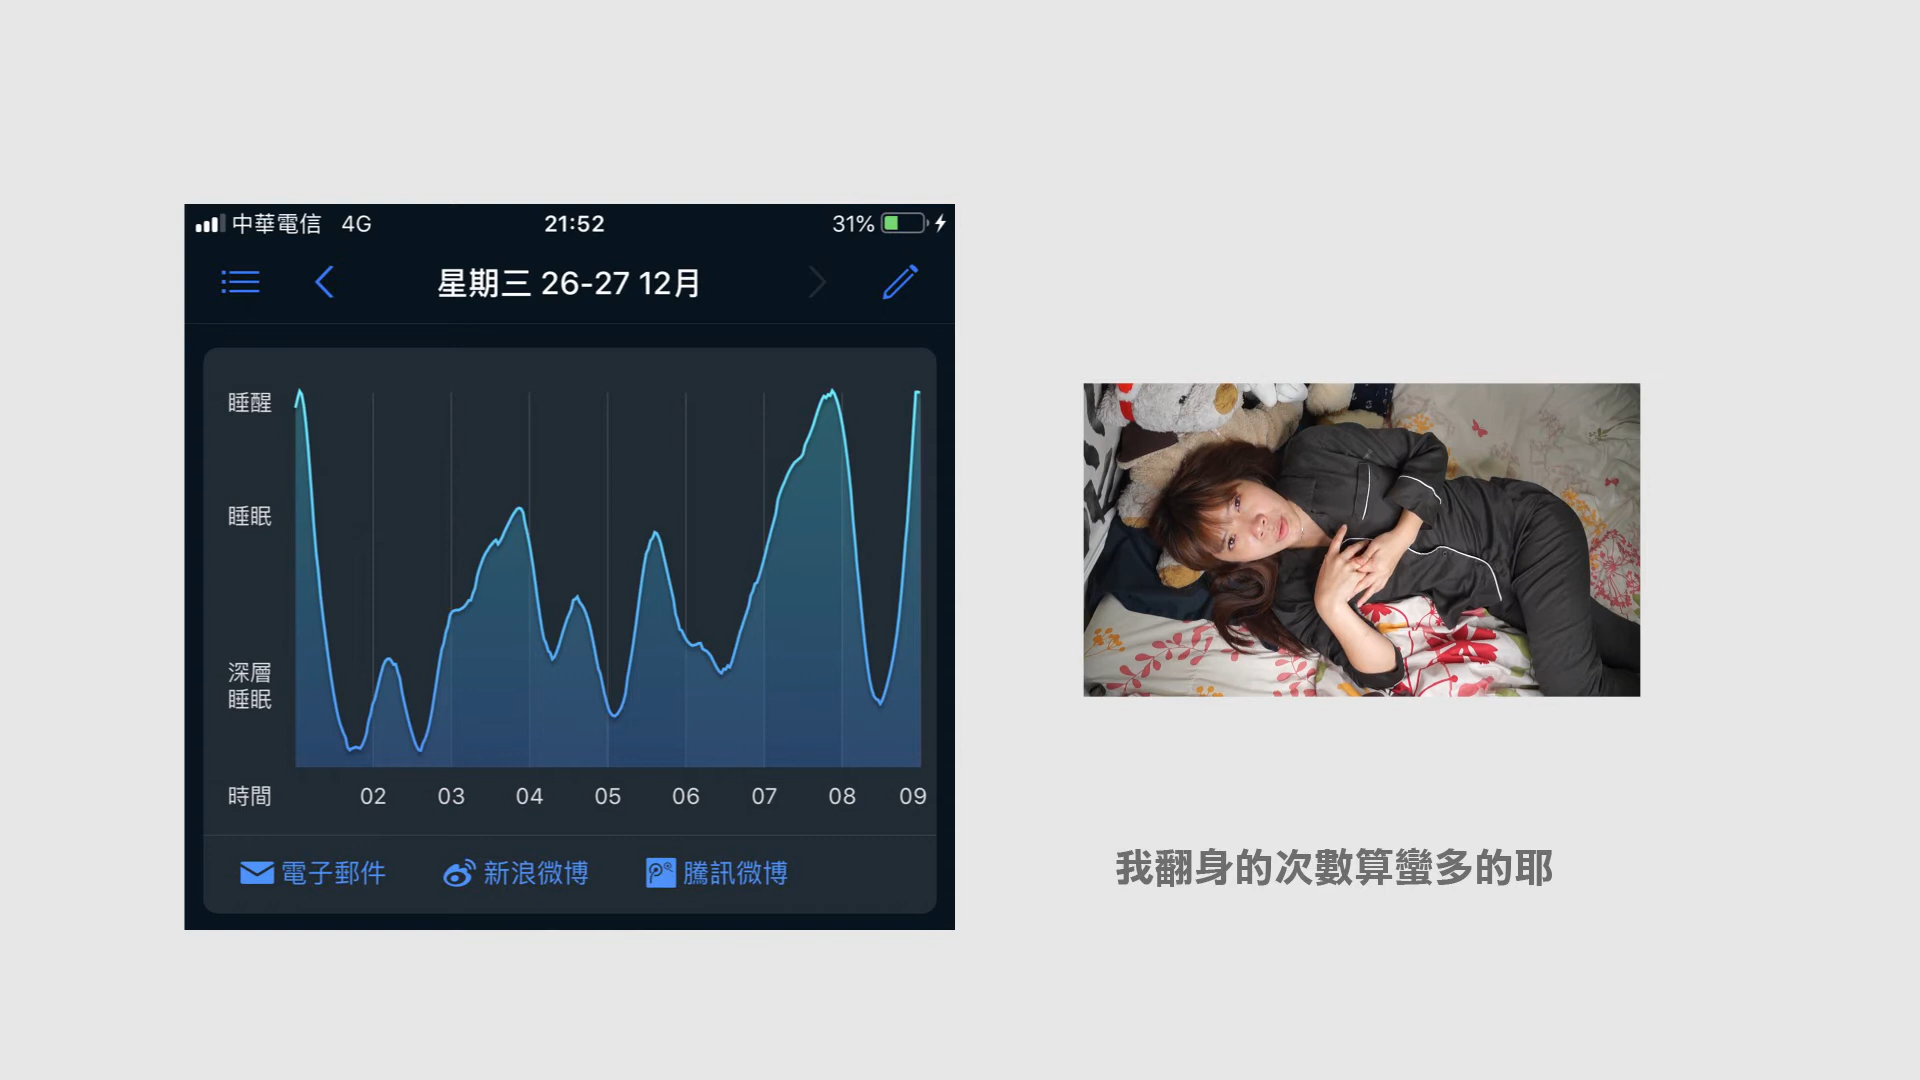 中華電信 4G 21:52 31%
星期三 26-27 12月
睡醒
睡眠
深層
睡眠
時間 02 03 04 05 06 07 08 09
電子郵件 新浪微博 騰訊微博
我翻身的次數算蠻多的耶